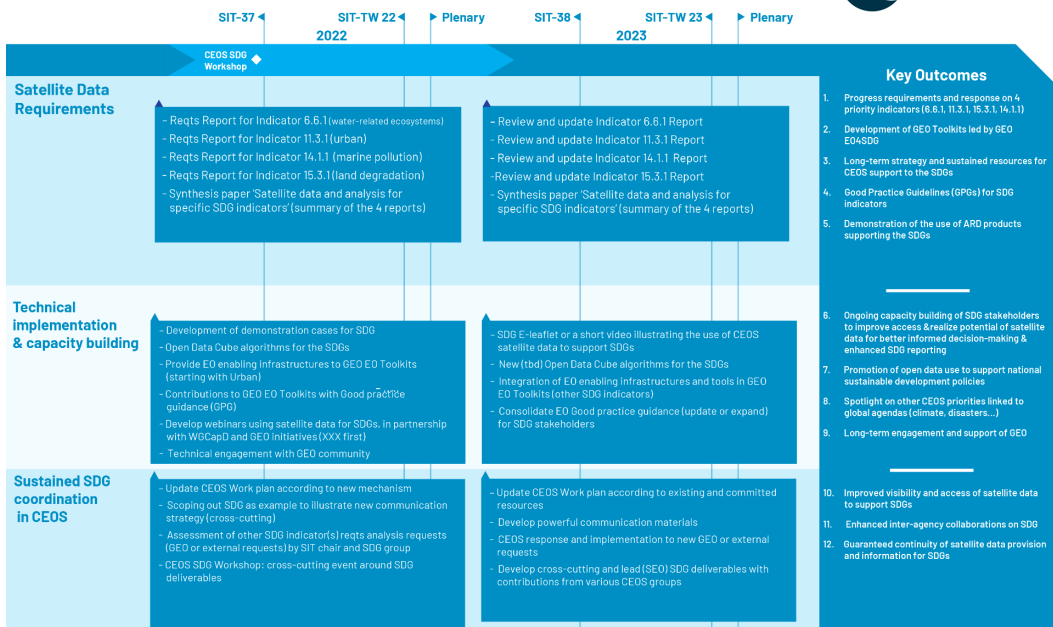 SIT-37
SIT-TW 22
Plenary
SIT-38
SIT-TW 23
Plenary
2022
2023
CEOS SDG
Workshop
Satellite Data
Requirements
- Reqts Report for Indicator 6.6.1 (water-related ecosystems)
- Reqts Report for Indicator 11.3.1 (urban)
- Reqts Report for Indicator 14.1.1 (marine pollution)
- Reqts Report for Indicator 15.3.1 (land degradation)
- Synthesis paper 'Satellite data and analysis for
specific SDG indicators' (summary of the 4 reports)
- Review and update Indicator 6.6.1 Report
- Review and update Indicator 11.3.1 Report
- Review and update Indicator 14.1.1 Report
-Review and update Indicator 15.3.1 Report
- Synthesis paper 'Satellite data and analysis for
specific SDG indicators' (summary of the 4 reports)
Technical
implementation
& capacity building
- Development of demonstration cases for SDG
- Open Data Cube algorithms for the SDGs
- Provide EO enabling infrastructures to GEO EO Toolkits
(starting with Urban)
- Contributions to GEO EO Toolkits with Good practice
guidance (GPG)
- Develop webinars using satellite data for SDGs, in partnership
with WGCapD and GEO initiatives (XXX first)
- Technical engagement with GEO community
- SDG E-leaflet or a short video illustrating the use of CEOS
satellite data to support SDGs
- New (tbd) Open Data Cube algorithms for the SDGs
- Integration of EO enabling infrastructures and tools in GEO
EO Toolkits (other SDG indicators)
- Consolidate EO Good practice guidance (update or expand)
for SDG stakeholders
Sustained SDG
coordination
in CEOS
- Update CEOS Work plan according to new mechanism
- Scoping out SDG as example to illustrate new communication
strategy (cross-cutting)
- Assessment of other SDG indicator(s) reqts analysis requests
(GEO or external requests) by SIT chair and SDG group
- CEOS SDG Workshop: cross-cutting event around SDG
deliverables
- Update CEOS Work plan according to existing and committed
resources
- Develop powerful communication materials
- CEOS response and implementation to new GEO or external
requests
- Develop cross-cutting and lead (SEO) SDG deliverables with
contributions from various CEOS groups
Key Outcomes
1. Progress requirements and response on 4
priority indicators (6.6.1, 11.3.1, 15.3.1, 14.1.1)
2. Development of GEO Toolkits led by GEO
EO4SDG
3. Long-term strategy and sustained resources for
CEOS support to the SDGs
4. Good Practice Guidelines (GPGs) for SDG
indicators
5. Demonstration of the use of ARD products
supporting the SDGs
6. Ongoing capacity building of SDG stakeholders
to improve access &realize potential of satellite
data for better informed decision-making &
enhanced SDG reporting
7. Promotion of open data use to support national
sustainable development policies
8. Spotlight on other CEOS priorities linked to
global agendas (climate, disasters...)
9. Long-term engagement and support of GEO
10. Improved visibility and access of satellite data
to support SDGs
11. Enhanced inter-agency collaborations on SDG
12. Guaranteed continuity of satellite data provision
and information for SDGs